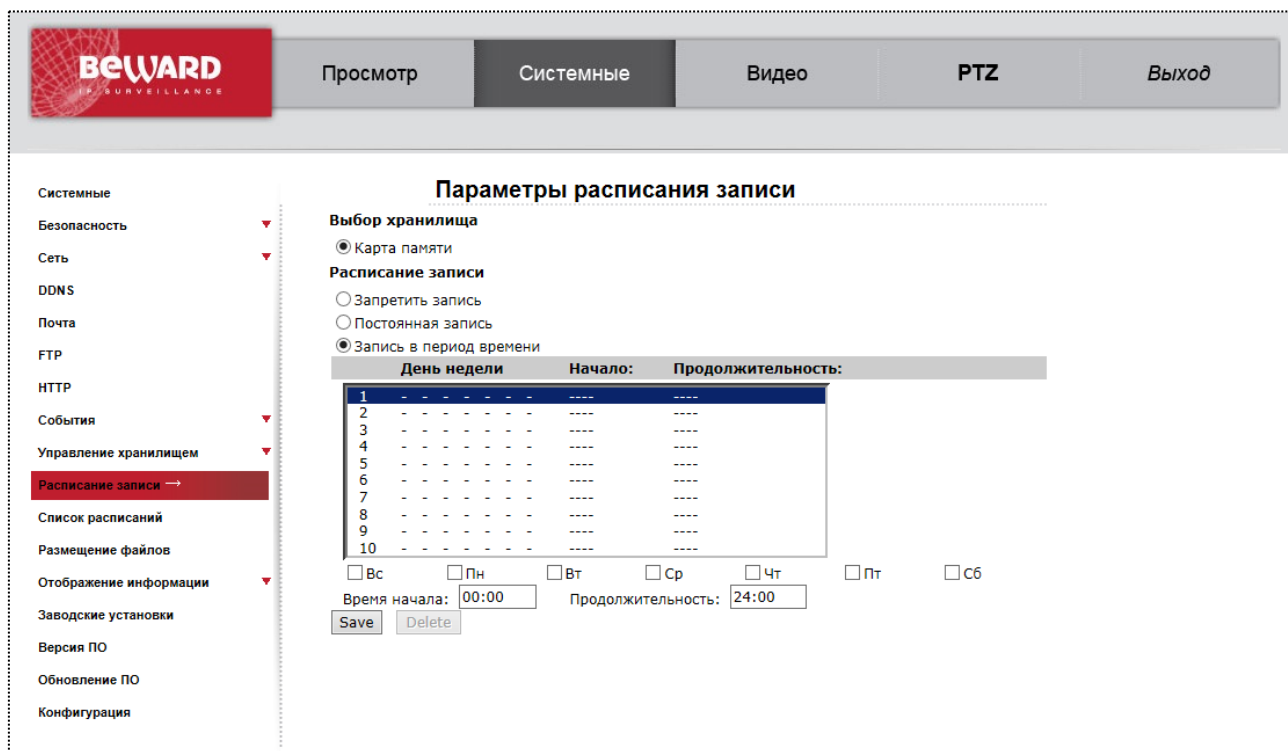 BEWARD
IP SURVEILLANCE
Просмотр Системные Видео PTZ Выход
Системные
Безопасность
Сеть
DDNS
Почта
FTP
HTTP
События
Управление хранилищем
Расписание записи →
Список расписаний
Размещение файлов
Отображение информации
Заводские установки
Версия ПО
Обновление ПО
Конфигурация
Параметры расписания записи
Выбор хранилища
Карта памяти
Расписание записи
Запретить запись
Постоянная запись
Запись в период времени
День недели Начало: Продолжительность:
1 - - - - - - - ---- ----
2 - - - - - - - ---- ----
3 - - - - - - - ---- ----
4 - - - - - - - ---- ----
5 - - - - - - - ---- ----
6 - - - - - - - ---- ----
7 - - - - - - - ---- ----
8 - - - - - - - ---- ----
9 - - - - - - - ---- ----
10 - - - - - - - ---- ----
Вс Пн Вт Ср Чт Пт Сб
Время начала: 00:00 Продолжительность: 24:00
Save Delete